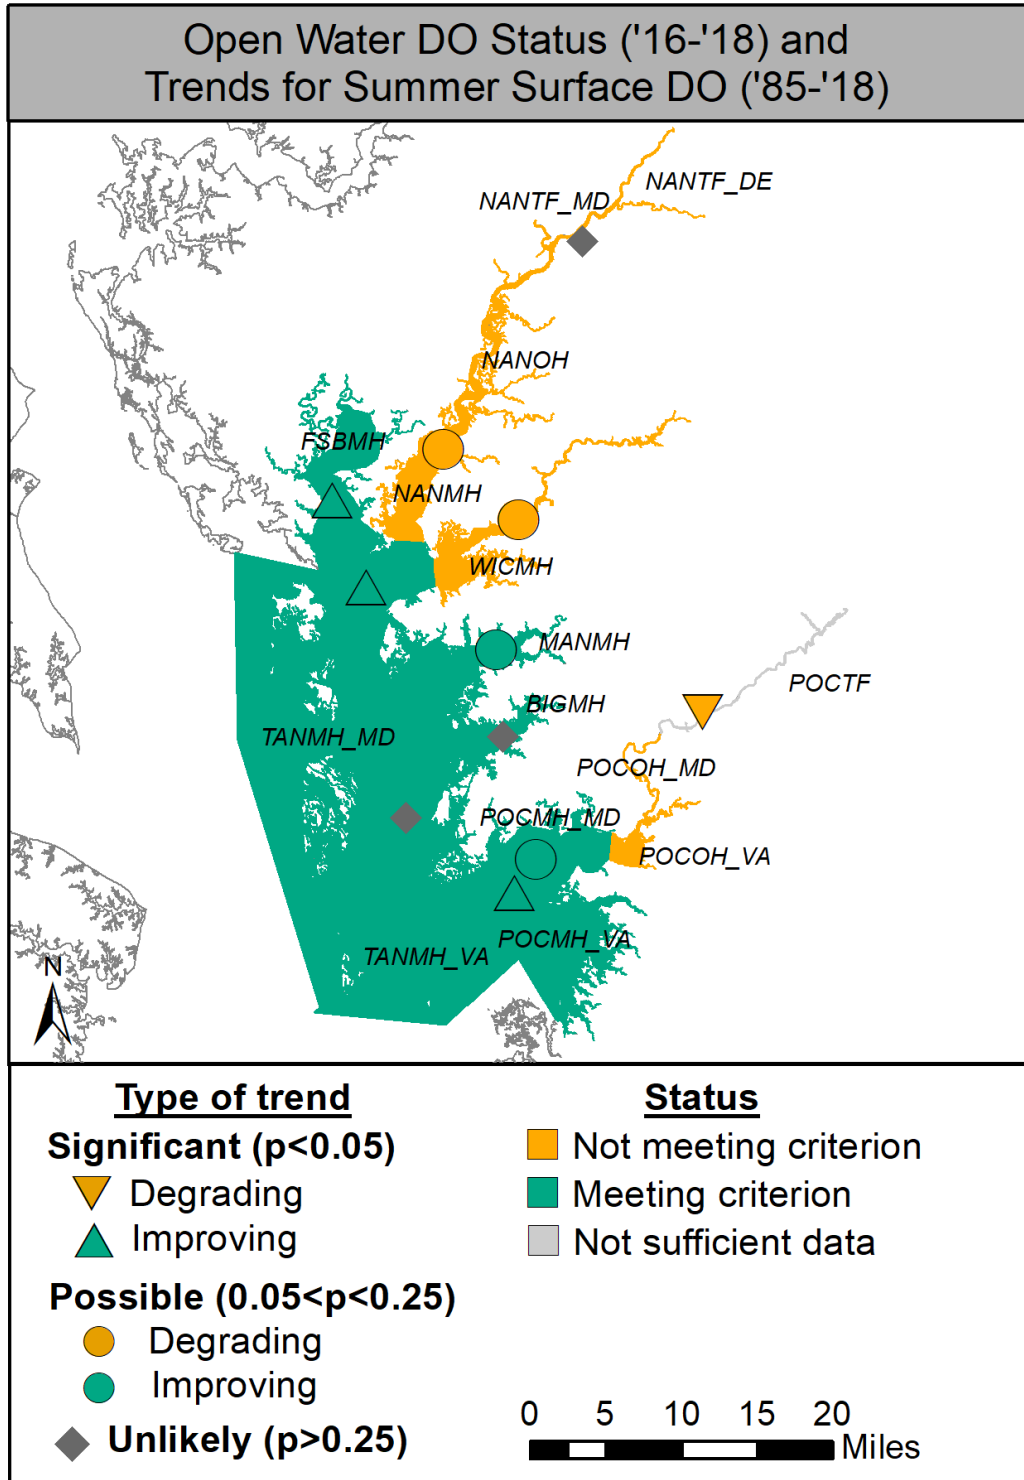 Open Water DO Status ('16-'18) and
Trends for Summer Surface DO ('85-'18)
NANTF_DE
NANTF_MD
NANOH
FSBMH
NANMH
WICMH
MANMH
POCTF
BIGMH
TANMH_MD
POCOH_MD
POCMH_MD
POCOH_VA
POCMH_VA
TANMH_VA
N
Type of trend
Significant (p<0.05)
Degrading
Improving
Possible (0.05<p<0.25)
Degrading
Improving
Unlikely (p>0.25)
Status
Not meeting criterion
Meeting criterion
Not sufficient data
0 5 10 15 20
Miles